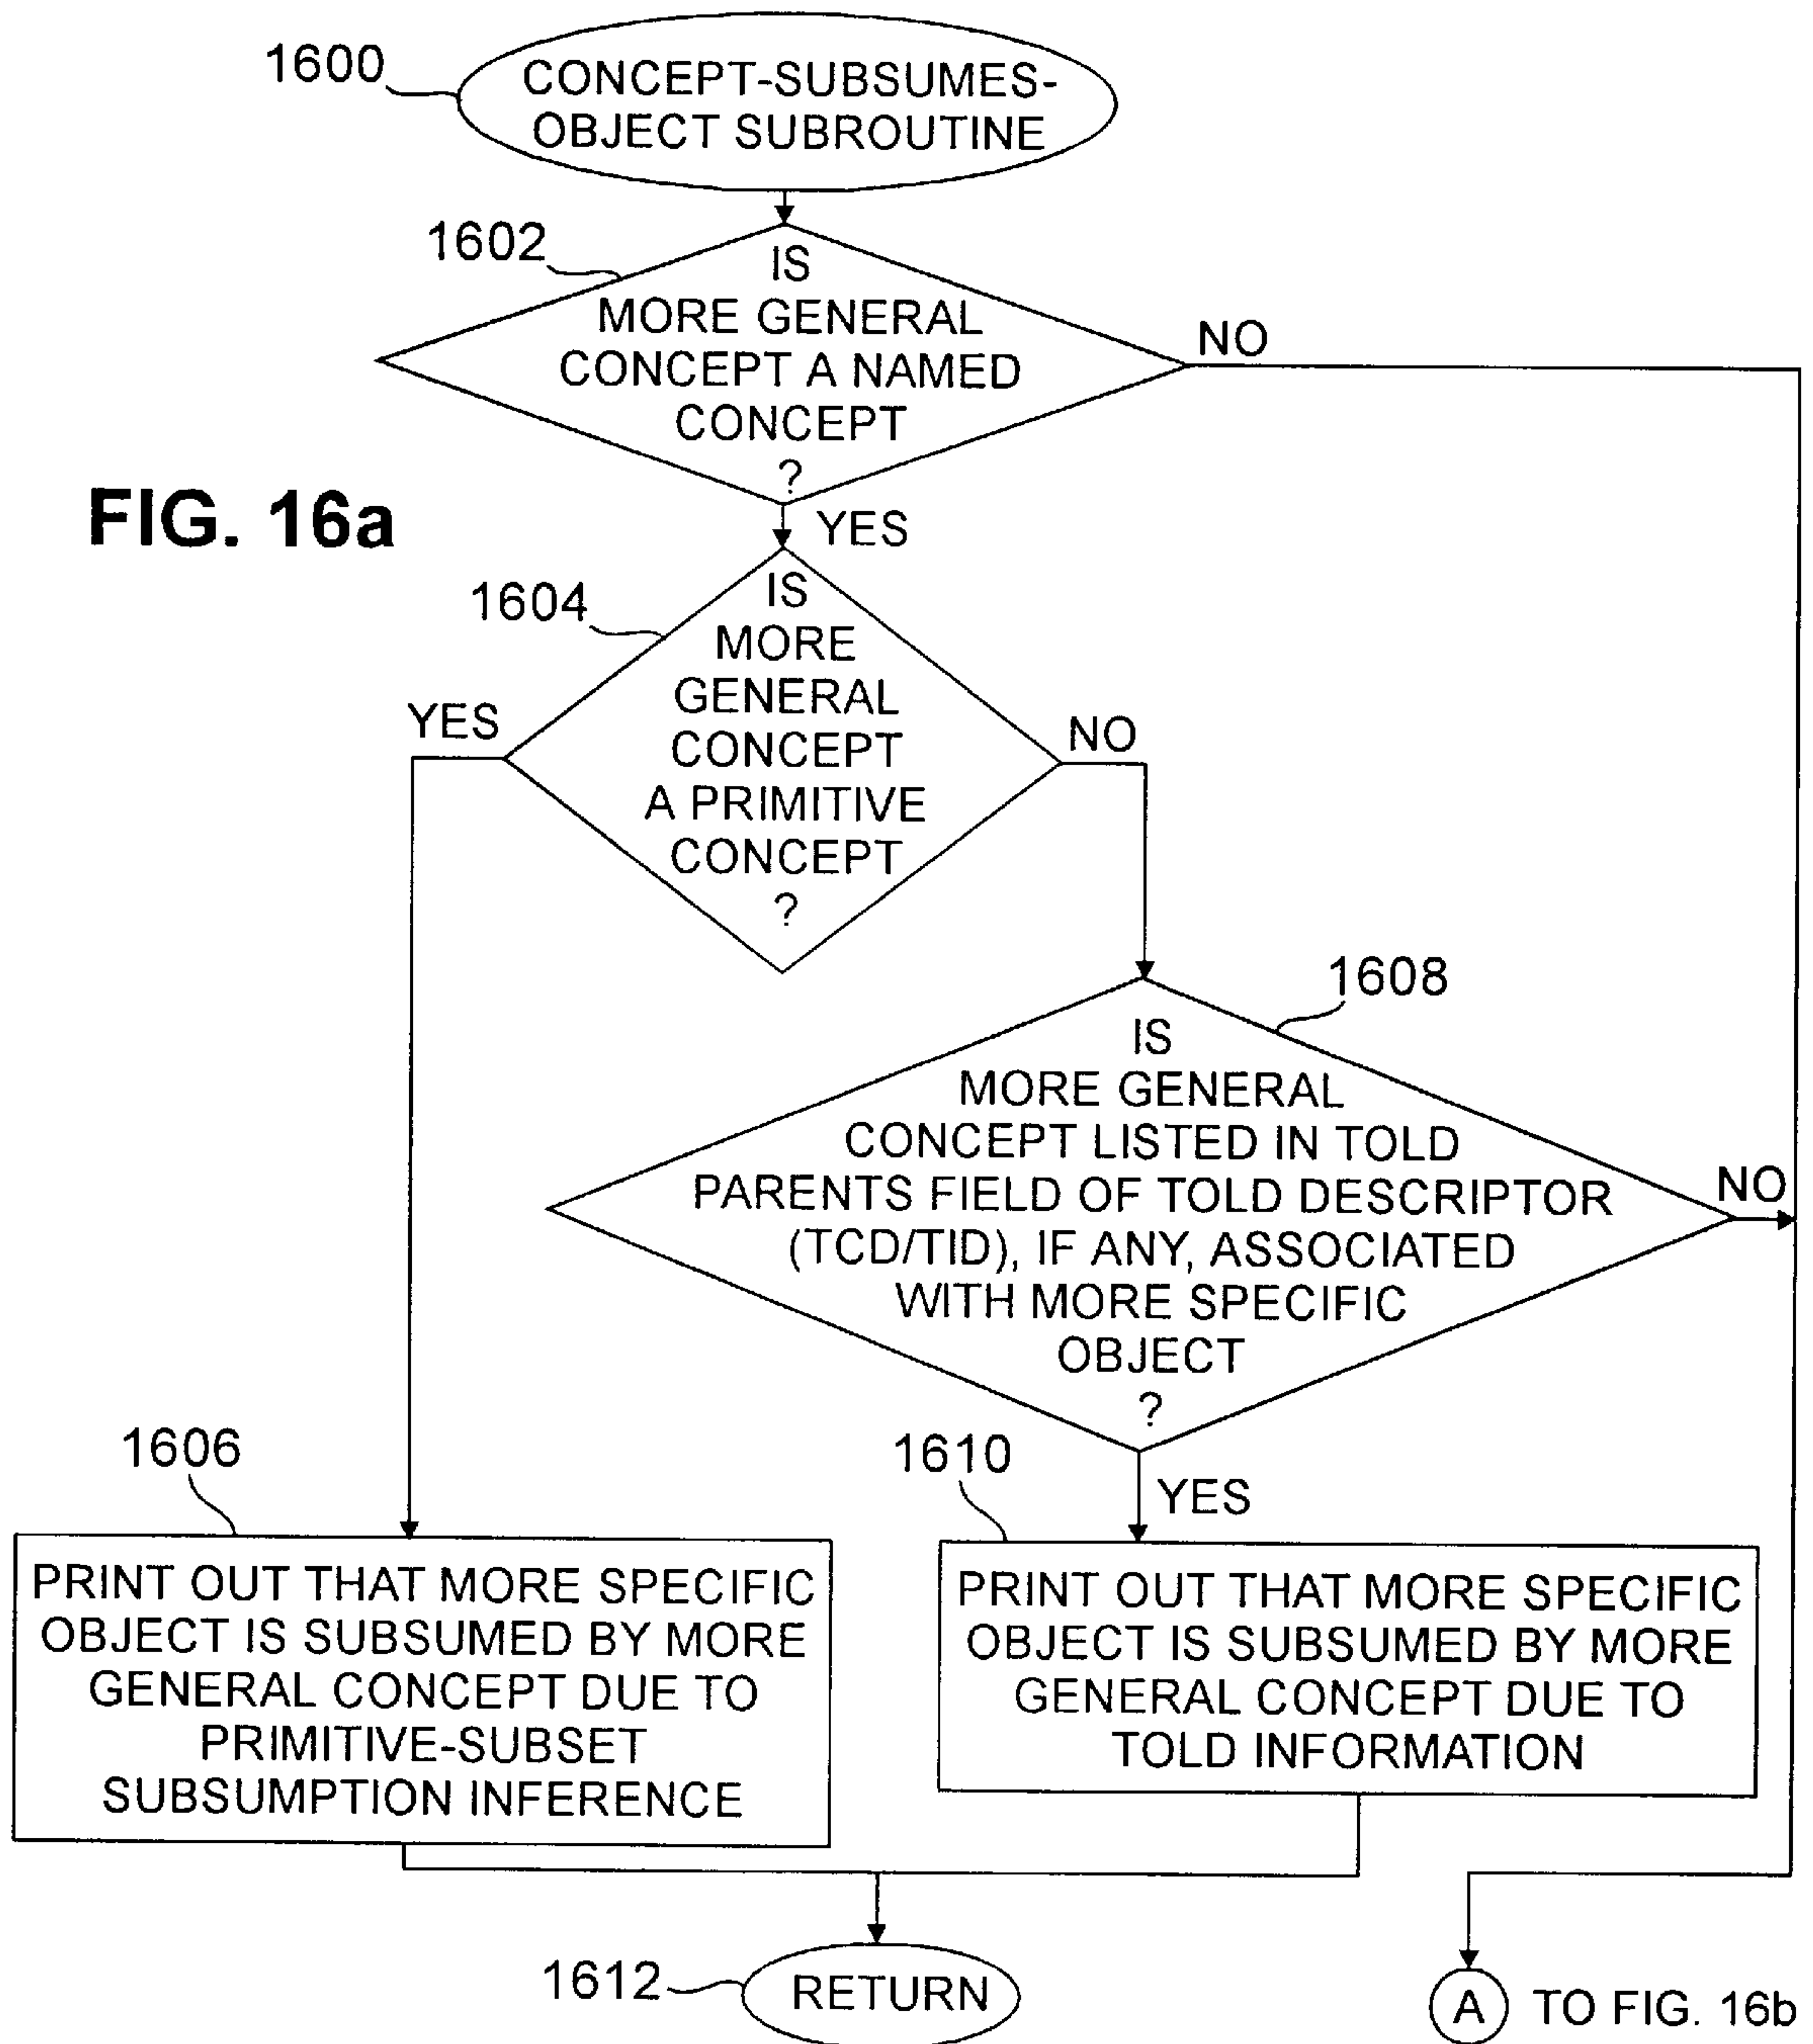 1600
CONCEPT-SUBSUMES-
OBJECT SUBROUTINE
1602
IS
MORE GENERAL
CONCEPT A NAMED
CONCEPT
?
NO
FIG. 16a
YES
1604
IS
MORE
GENERAL
CONCEPT
A PRIMITIVE
CONCEPT
?
YES
NO
1608
IS
MORE GENERAL
CONCEPT LISTED IN TOLD
PARENTS FIELD OF TOLD DESCRIPTOR
(TCD/TID), IF ANY, ASSOCIATED
WITH MORE SPECIFIC
OBJECT
?
NO
YES
1606
PRINT OUT THAT MORE SPECIFIC
OBJECT IS SUBSUMED BY MORE
GENERAL CONCEPT DUE TO
PRIMITIVE-SUBSET
SUBSUMPTION INFERENCE
1610
PRINT OUT THAT MORE SPECIFIC
OBJECT IS SUBSUMED BY MORE
GENERAL CONCEPT DUE TO
TOLD INFORMATION
1612
RETURN
A TO FIG. 16b